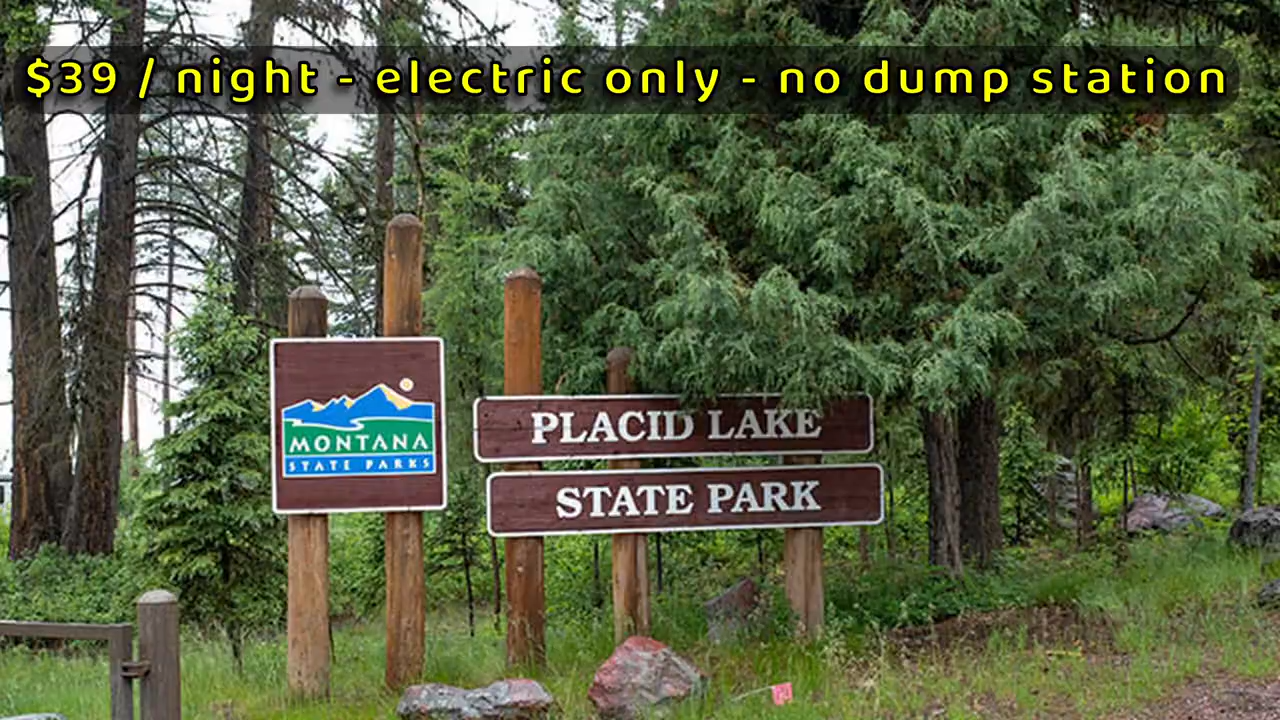 $39 / night - electric only - no dump station
PLACID LAKE
STATE PARK
MONTANA
STATE PARKS